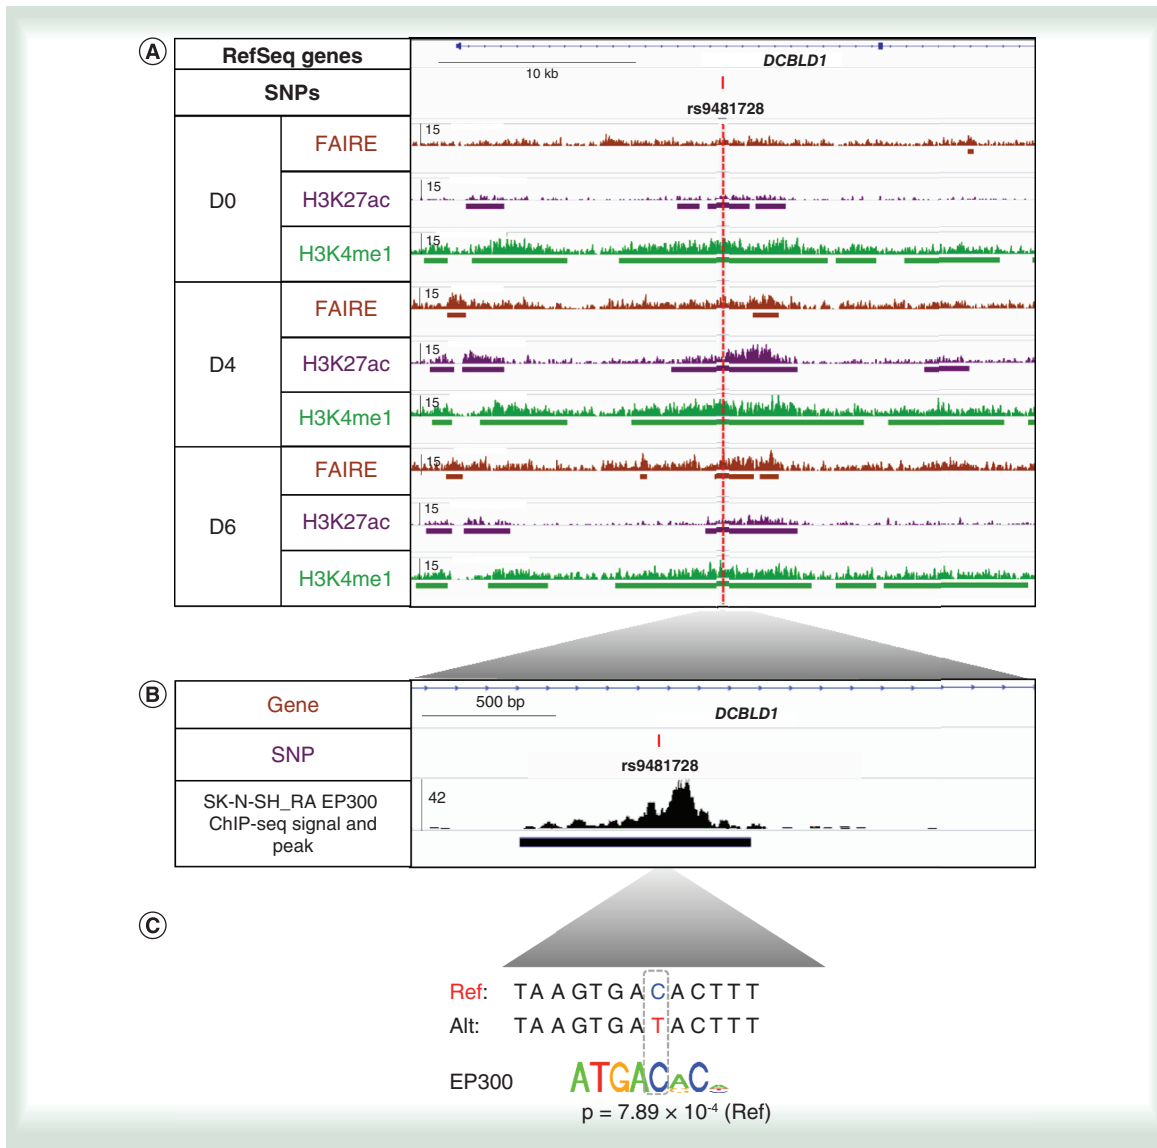 A
RefSeq genes
10 kb
DCBLD1
SNPs
rs9481728
D0
FAIRE
15
H3K27ac
15
H3K4me1
15
D4
FAIRE
15
H3K27ac
15
H3K4me1
15
D6
FAIRE
15
H3K27ac
15
H3K4me1
15
B
Gene
500 bp
DCBLD1
SNP
rs9481728
SK-N-SH_RA EP300
ChIP-seq signal and
peak
42
C
Ref: TAAGTGACACTTT
Alt: TAAGTGATACTTT
EP300 ATGACAC
p = 7.89 × 10⁻⁴ (Ref)